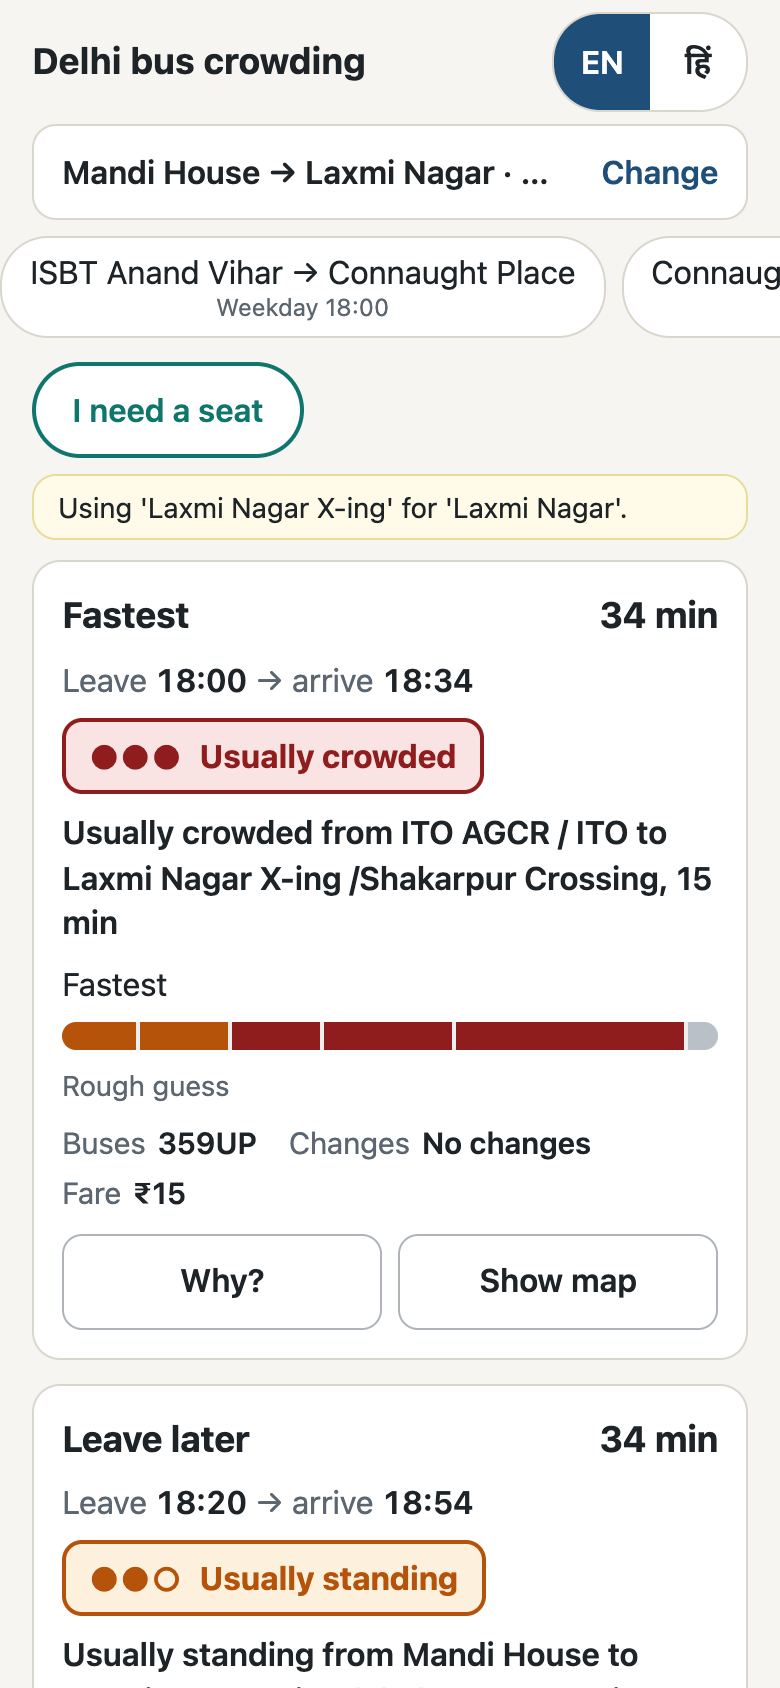 Delhi bus crowding
EN
हिं
Mandi House → Laxmi Nagar · ...
Change
ISBT Anand Vihar → Connaught Place
Weekday 18:00
Connaug
I need a seat
Using 'Laxmi Nagar X-ing' for 'Laxmi Nagar'.
Fastest
34 min
Leave 18:00 → arrive 18:34
Usually crowded
Usually crowded from ITO AGCR / ITO to
Laxmi Nagar X-ing /Shakarpur Crossing, 15
min
Fastest
Rough guess
Buses 359UP Changes No changes
Fare ₹15
Why?
Show map
Leave later
34 min
Leave 18:20 → arrive 18:54
Usually standing
Usually standing from Mandi House to